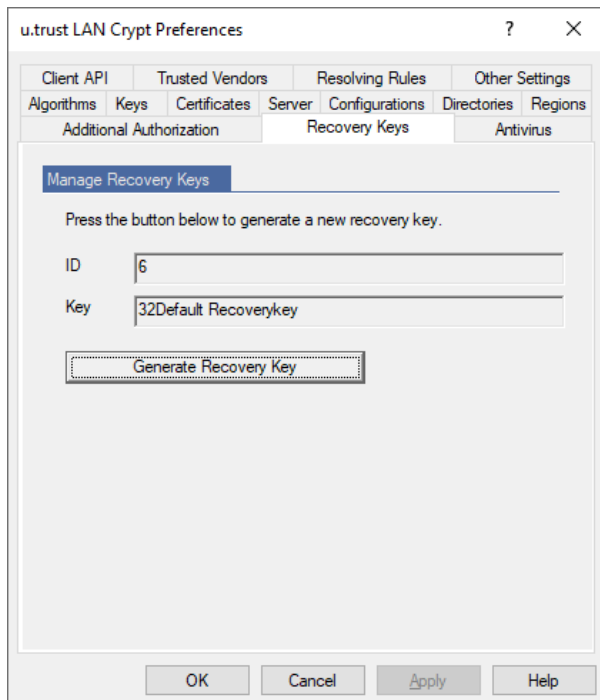 u.trust LAN Crypt Preferences
Client API Trusted Vendors Resolving Rules Other Settings
Algorithms Keys Certificates Server Configurations Directories Regions
Additional Authorization Recovery Keys Antivirus
Manage Recovery Keys
Press the button below to generate a new recovery key.
ID 6
Key 32Default Recoverykey
Generate Recovery Key
OK Cancel Apply Help